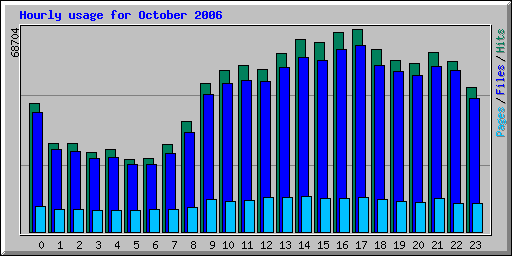 Hourly usage for October 2006
68704
Pages/Files/Hits
0 1 2 3 4 5 6 7 8 9 10 11 12 13 14 15 16 17 18 19 20 21 22 23